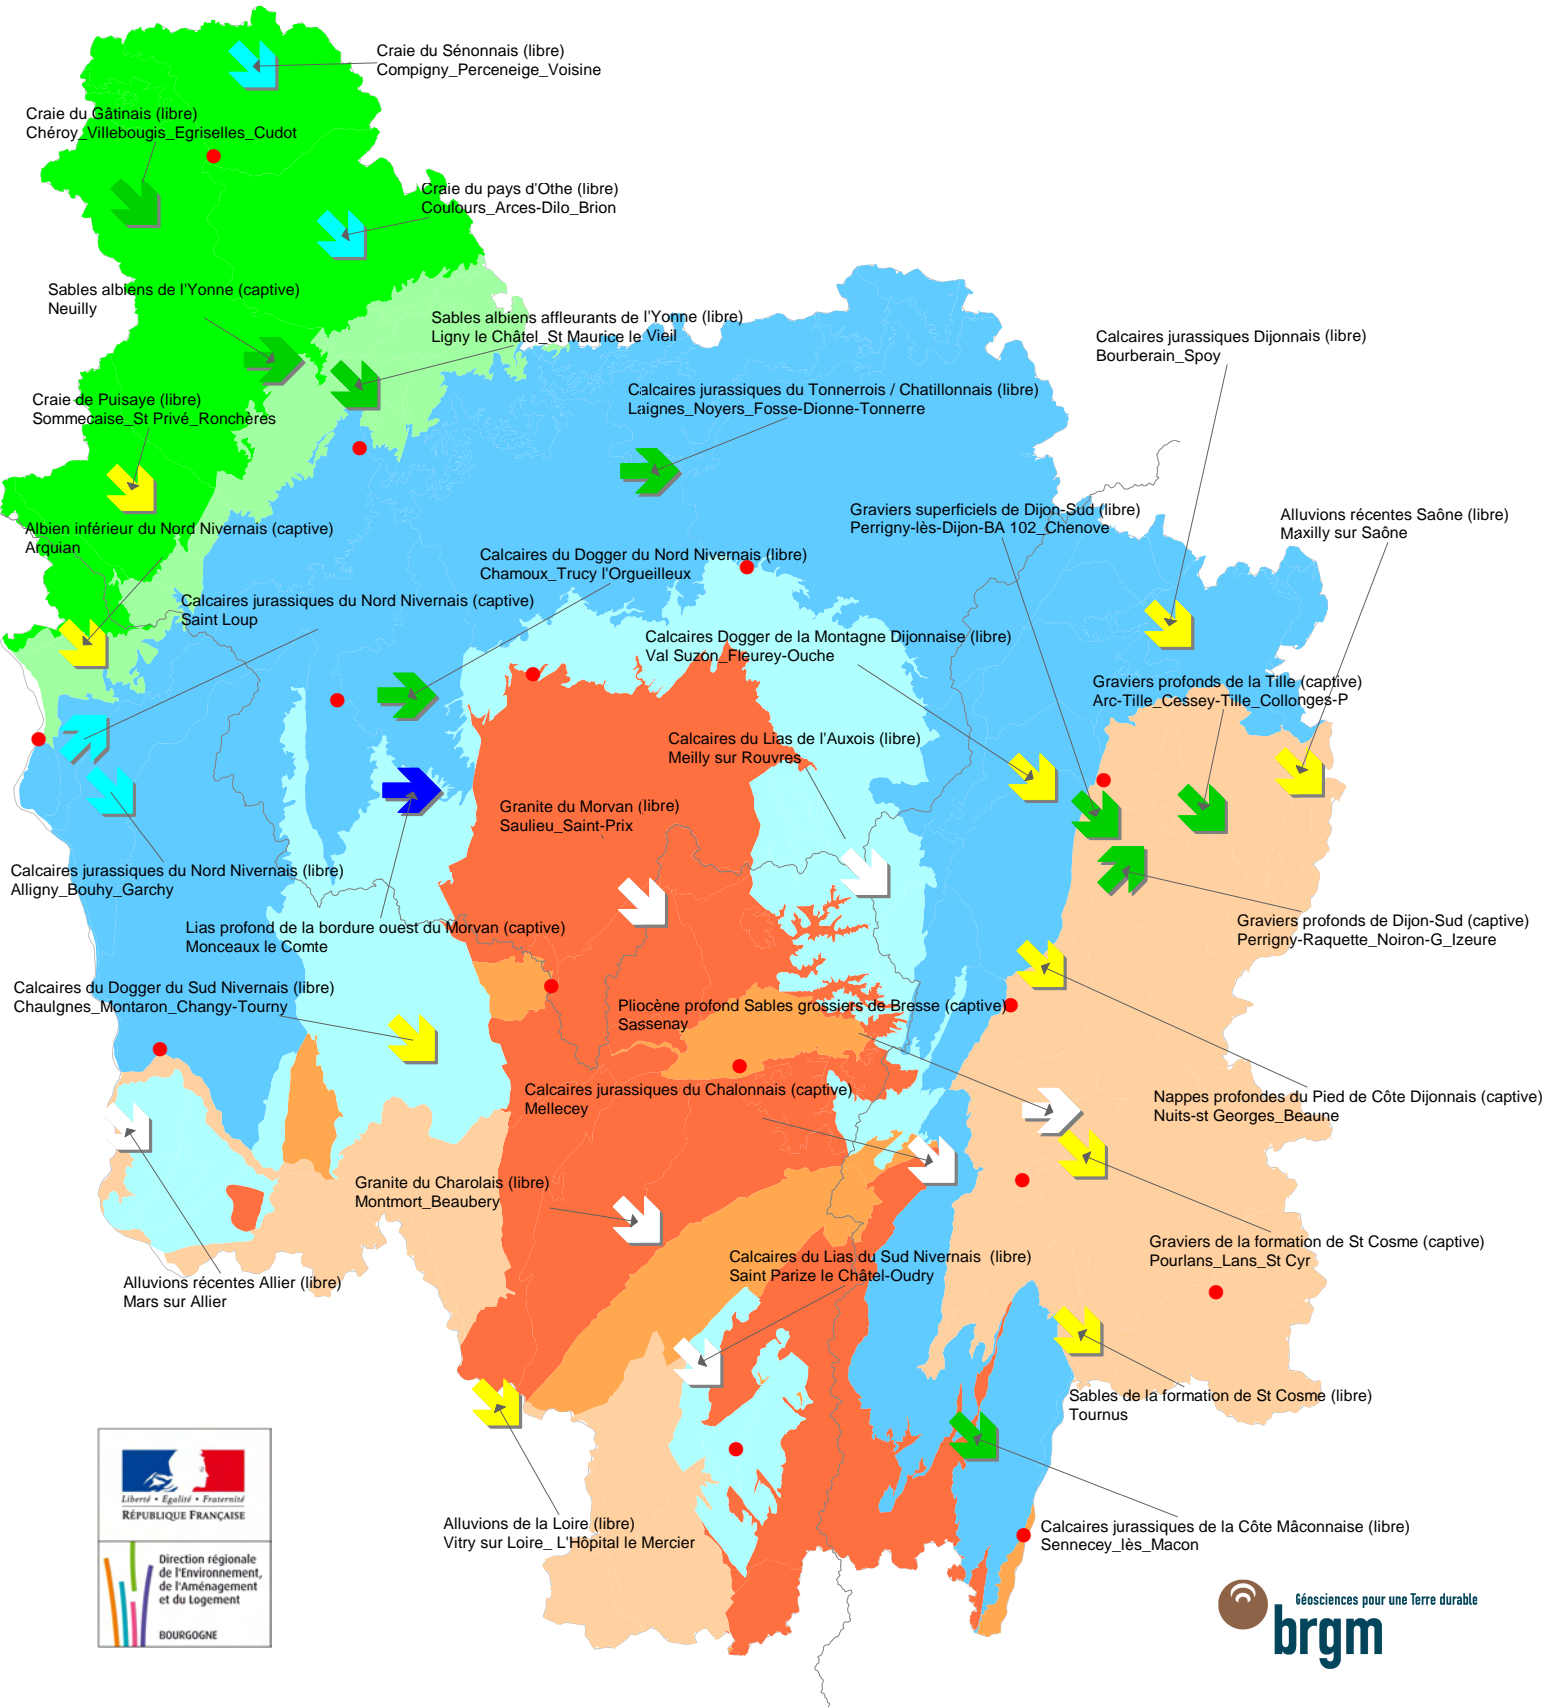 Craie du Sénonnais (libre)
Compigny_Perceneige_Voisine
Craie du Gâtinais (libre)
Chéroy_Villebougis_Egriselles_Cudot
Craie du pays d'Othe (libre)
Coulours_Arces-Dilo_Brion
Sables albiens de l'Yonne (captive)
Neuilly
Sables albiens affleurants de l'Yonne (libre)
Ligny le Châtel_St Maurice le Vieil
Calcaires jurassiques Dijonnais (libre)
Bourberain_Spoy
Craie de Puisaye (libre)
Sommecaise_St Privé_Ronchères
Calcaires jurassiques du Tonnerrois / Chatillonnais (libre)
Laignes_Noyers_Fosse-Dionne-Tonnerre
Graviers superficiels de Dijon-Sud (libre)
Perrigny-lès-Dijon-BA 102_Chenove
Alluvions récentes Saône (libre)
Maxilly sur Saône
Albien inférieur du Nord Nivernais (captive)
Arquian
Calcaires du Dogger du Nord Nivernais (libre)
Chamoux_Trucy l'Orgueilleux
Calcaires jurassiques du Nord Nivernais (captive)
Saint Loup
Calcaires Dogger de la Montagne Dijonnaise (libre)
Val Suzon_Fleurey-Ouche
Graviers profonds de la Tille (captive)
Arc-Tille_Cessey-Tille_Collonges-P
Calcaires du Lias de l'Auxois (libre)
Meilly sur Rouvres
Granite du Morvan (libre)
Saulieu_Saint-Prix
Calcaires jurassiques du Nord Nivernais (libre)
Alligny_Bouhy_Garchy
Lias profond de la bordure ouest du Morvan (captive)
Monceaux le Comte
Graviers profonds de Dijon-Sud (captive)
Perrigny-Raquette_Noiron-G_Izeure
Calcaires du Dogger du Sud Nivernais (libre)
Chaulgnes_Montaron_Changy-Tourny
Pliocène profond Sables grossiers de Bresse (captive)
Sassenay
Calcaires jurassiques du Chalonnais (captive)
Mellecey
Nappes profondes du Pied de Côte Dijonnais (captive)
Nuits-st Georges_Beaune
Granite du Charolais (libre)
Montmort_Beaubery
Graviers de la formation de St Cosme (captive)
Pourlans_Lans_St Cyr
Calcaires du Lias du Sud Nivernais (libre)
Saint Parize le Châtel-Oudry
Alluvions récentes Allier (libre)
Mars sur Allier
Sables de la formation de St Cosme (libre)
Tournus
Alluvions de la Loire (libre)
Vitry sur Loire_ L'Hôpital le Mercier
Calcaires jurassiques de la Côte Mâconnaise (libre)
Sennecey_lès_Macon
Liberté • Egalité • Fraternité
RÉPUBLIQUE FRANÇAISE
Direction régionale
de l'Environnement,
de l'Aménagement
et du Logement
BOURGOGNE
Géosciences pour une Terre durable
brgm